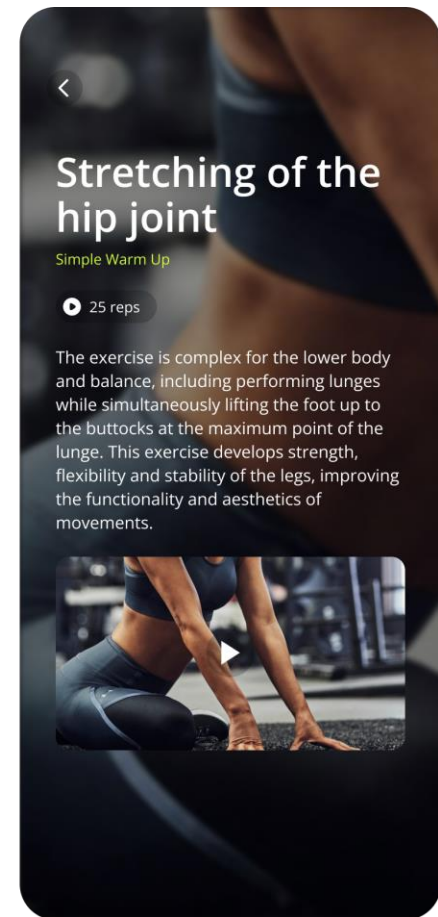 Stretching of the
hip joint
Simple Warm Up
25 reps
The exercise is complex for the lower body
and balance, including performing lunges
while simultaneously lifting the foot up to
the buttocks at the maximum point of the
lunge. This exercise develops strength,
flexibility and stability of the legs, improving
the functionality and aesthetics of
movements.